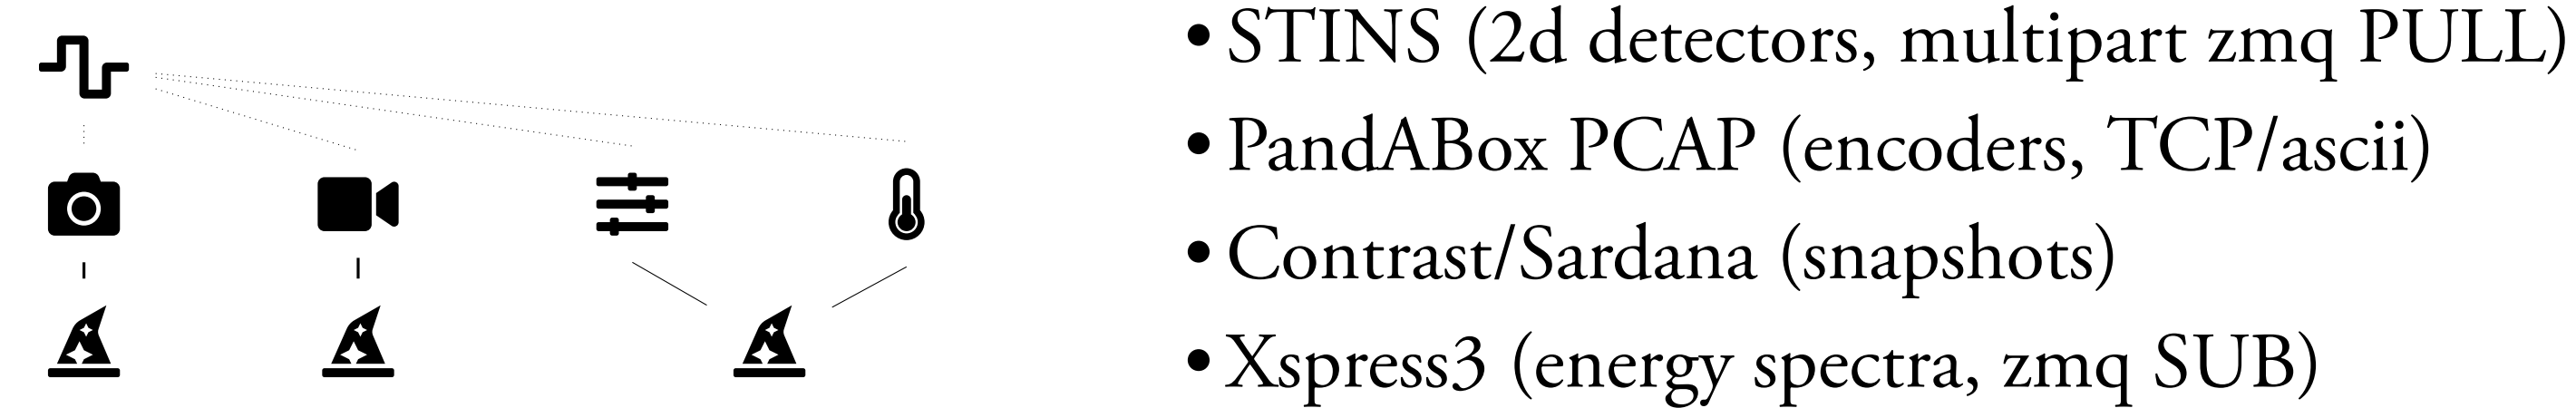 • STINS (2d detectors, multipart zmq PULL)
• PandABox PCAP (encoders, TCP/ascii)
• Contrast/Sardana (snapshots)
• Xspress3 (energy spectra, zmq SUB)